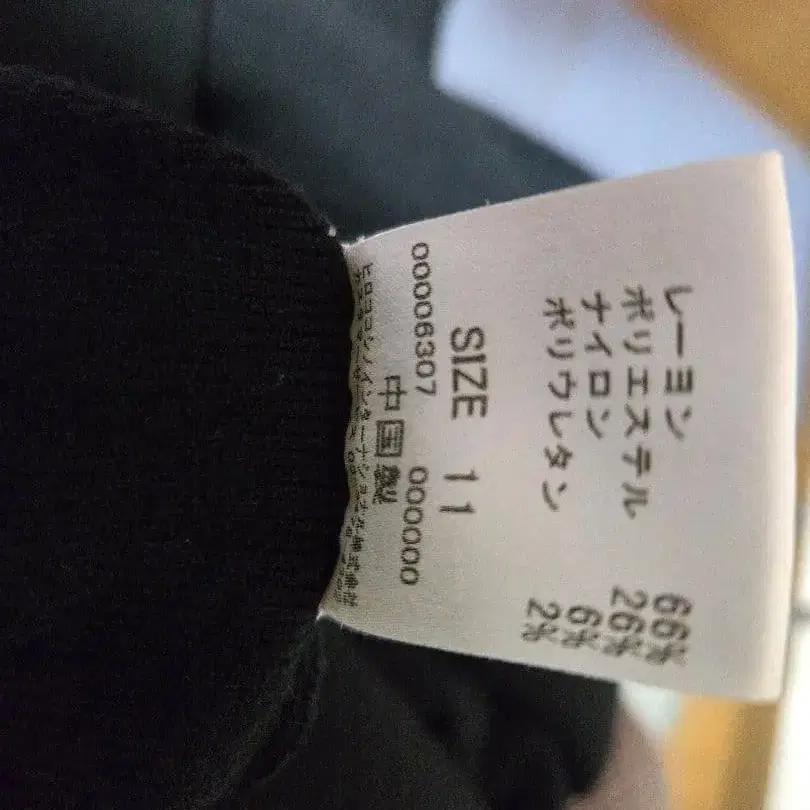 レーヨン 66%
ポリエステル 26%
ナイロン 6%
ポリウレタン 2%
SIZE 11
00006307 000000
中国製